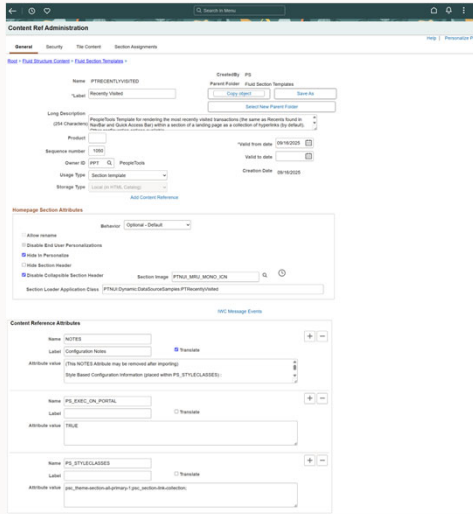 Search in Menu
Content Ref Administration
Help | Personalize P
General Security Tile Content Section Assignments
Root > Fluid Structure Content > Fluid Section Templates >
CreatedBy PS
Name PTRECENTLYVISITED
Parent Folder Fluid Section Templates
*Label Recently Visited
Copy object Save As
Select New Parent Folder
Long Description (254 Characters)
PeopleTools Template for rendering the most recently visited transactions (the same as Recents found in
NavBar and Quick Access Bar) within a section of a landing page as a collection of hyperlinks (by default).
Product
*Valid from date 09/16/2025
Sequence number 1050
Valid to date
Owner ID PPT PeopleTools
Creation Date 09/16/2025
Usage Type Section template
Storage Type Local (in HTML Catalog)
Add Content Reference
Homepage Section Attributes
Behavior Optional - Default
Allow rename
Disable End User Personalizations
Hide in Personalize
Hide Section Header
Disable Collapsible Section Header Section Image PTNUI_MRU_MONO_ICN
Section Loader Application Class PTNUI:Dynamic:DataSourceSamples:PTRecentlyVisited
IWC Message Events
Content Reference Attributes
Name NOTES
Label Configuration Notes Translate
Attribute value (This NOTES Attribute may be removed after importing)
Style Based Configuration Information (placed within PS_STYLECLASSES) :
Name PS_EXEC_ON_PORTAL
Label Translate
Attribute value TRUE
Name PS_STYLECLASSES
Label Translate
Attribute value psc_theme-section-alt-primary-1;psc_section-link-collection;